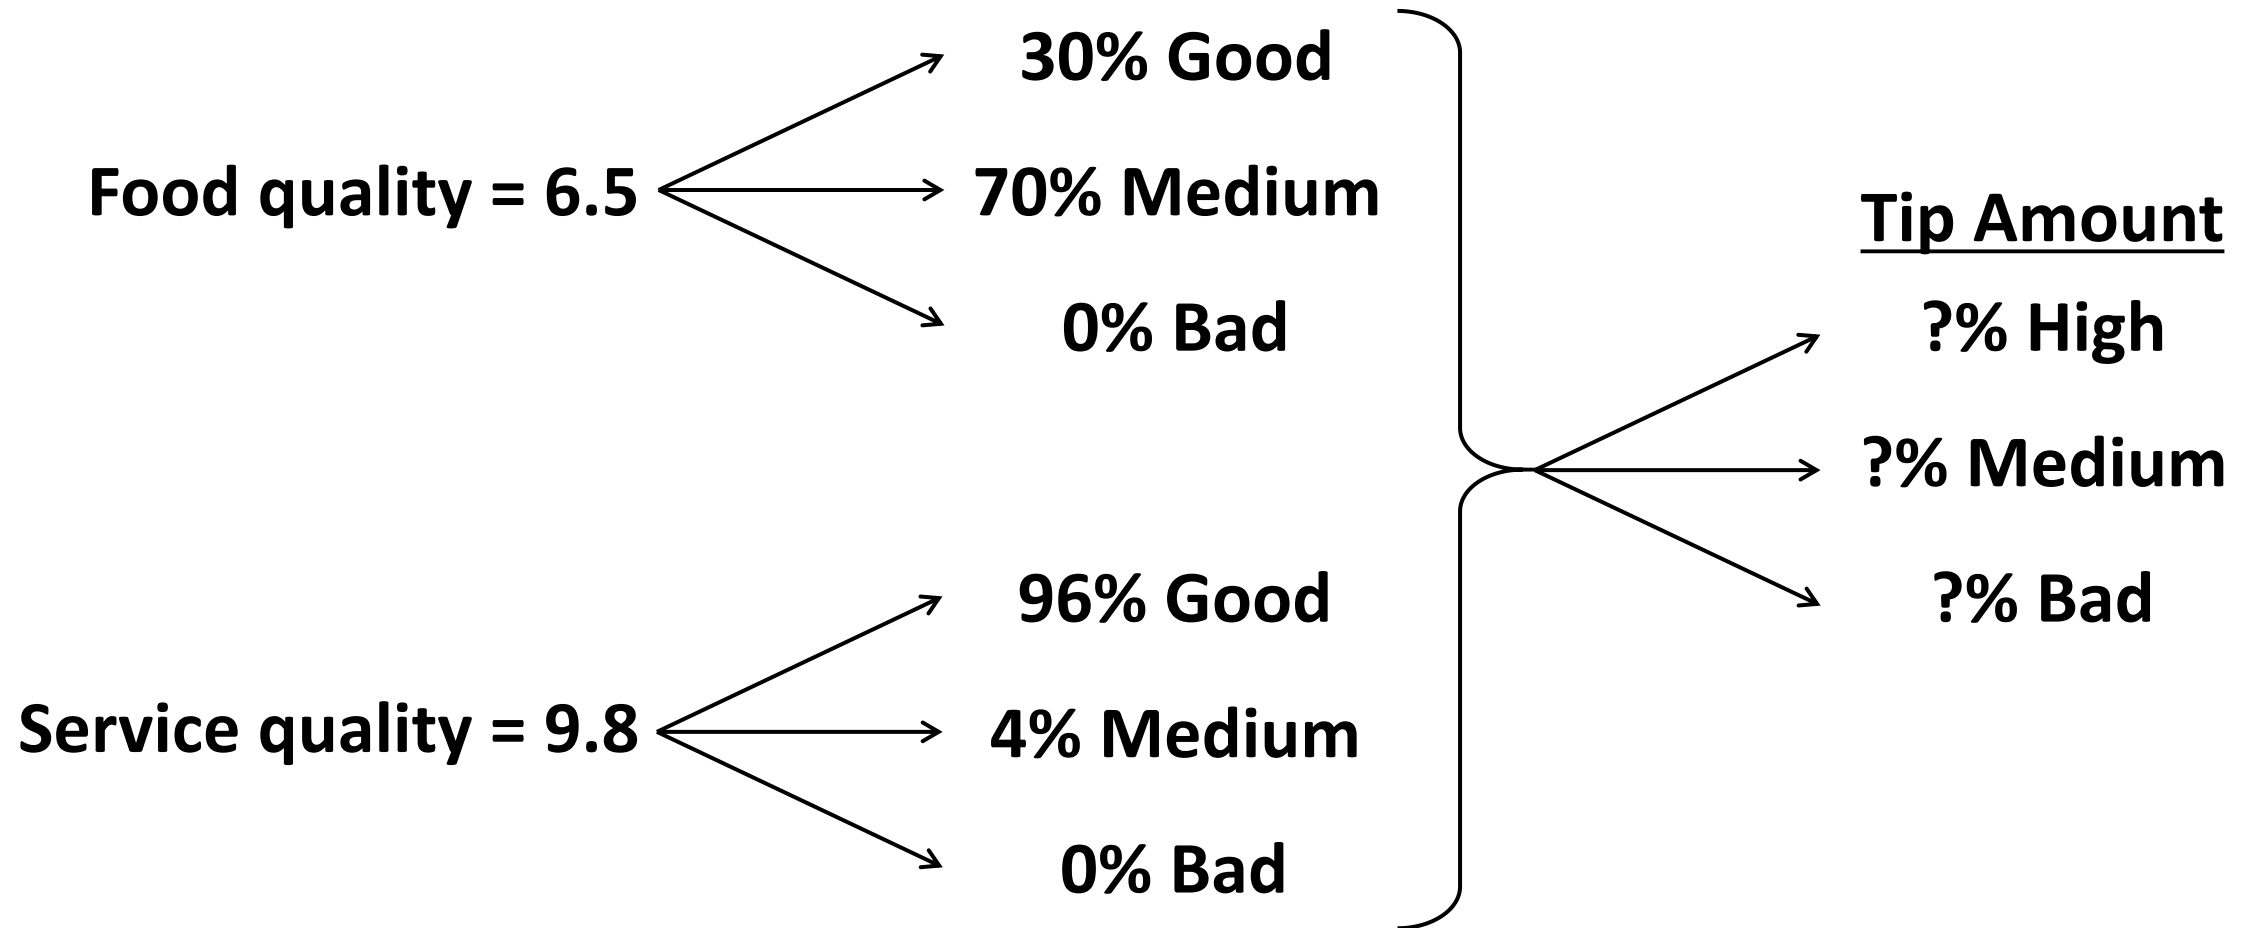 Food quality = 6.5
30% Good
70% Medium
0% Bad
Service quality = 9.8
96% Good
4% Medium
0% Bad
Tip Amount
?% High
?% Medium
?% Bad